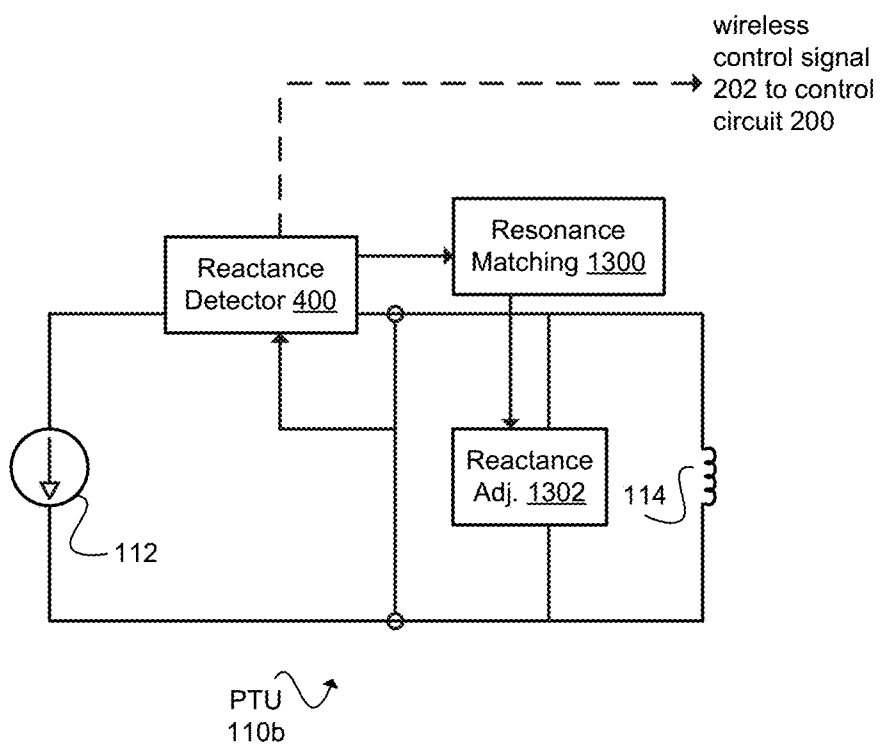 wireless
control signal
202 to control
circuit 200
Resonance
Matching 1300
Reactance
Detector 400
Reactance
Adj. 1302
114
112
PTU
110b